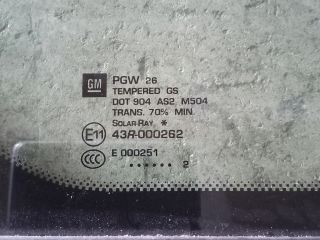 GM PGW 26
TEMPERED GS
DOT 904 AS2 M504
TRANS. 70% MIN.
SOLAR-RAY *
E11 43R-000262
CCC E 000251
...... 2